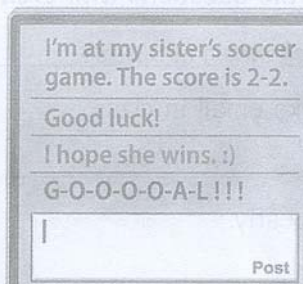 I'm at my sister's soccer
game. The score is 2-2.
Good luck!
I hope she wins. :)
G-O-O-O-O-A-L!!!
Post